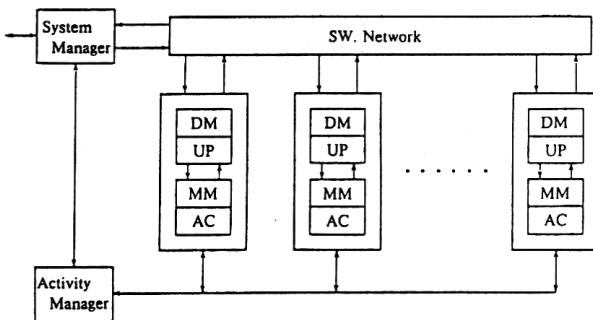 System
Manager
SW. Network
DM
UP
MM
AC
DM
UP
MM
AC
DM
UP
MM
AC
Activity
Manager